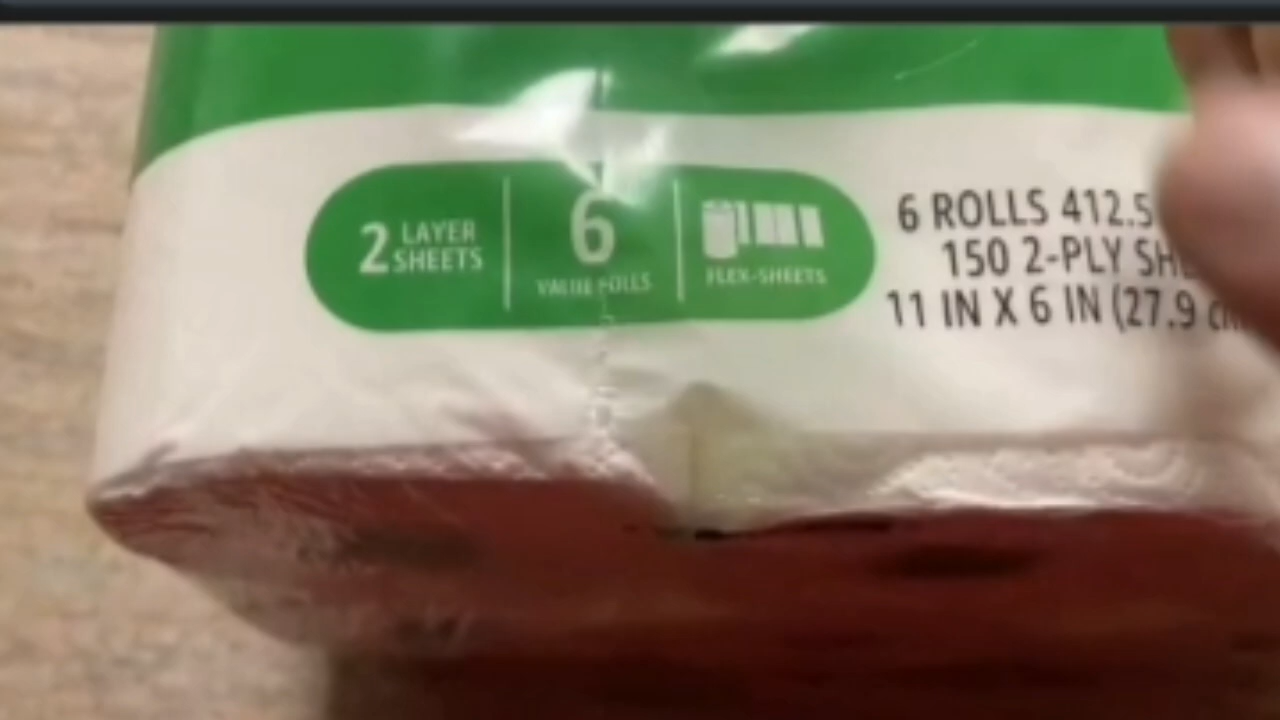 2 LAYER
SHEETS
6
VALUE ROLLS
FLEX-SHEETS
6 ROLLS 412.5
150 2-PLY
11 IN X 6 IN (27.9